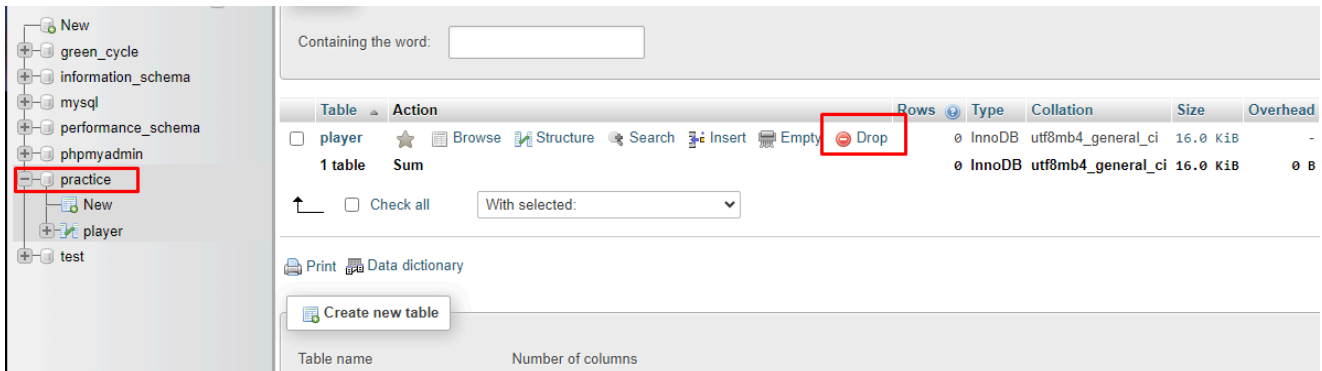 New
green_cycle
information_schema
mysql
performance_schema
phpmyadmin
practice
New
player
test
Containing the word:
Table Action Rows Type Collation Size Overhead
player Browse Structure Search Insert Empty Drop 0 InnoDB utf8mb4_general_ci 16.0 KiB -
1 table Sum 0 InnoDB utf8mb4_general_ci 16.0 KiB 0 B
Check all With selected:
Print Data dictionary
Create new table
Table name Number of columns